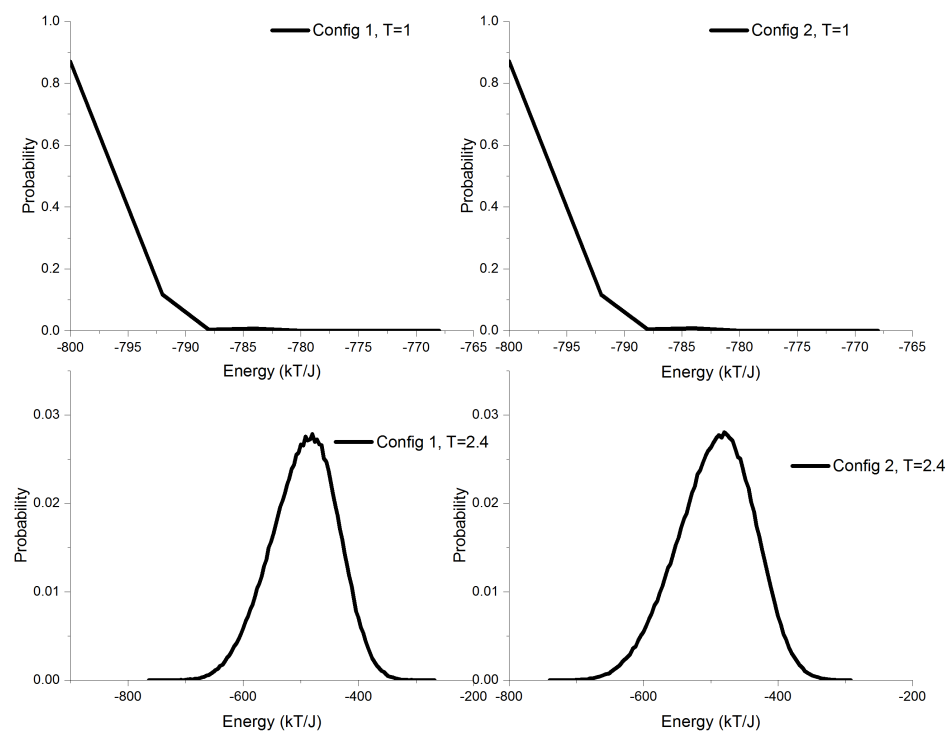 Config 1, T=1
1.0
0.8
0.6
0.4
0.2
0.0
Probability
-800 -795 -790 -785 -780 -775 -770 -765
Energy (kT/J)
Config 2, T=1
1.0
0.8
0.6
0.4
0.2
0.0
Probability
-800 -795 -790 -785 -780 -775 -770 -765
Energy (kT/J)
Config 1, T=2.4
0.03
0.02
0.01
0.00
Probability
-800 -600 -400 -200
Energy (kT/J)
Config 2, T=2.4
0.03
0.02
0.01
0.00
Probability
-800 -600 -400 -200
Energy (kT/J)